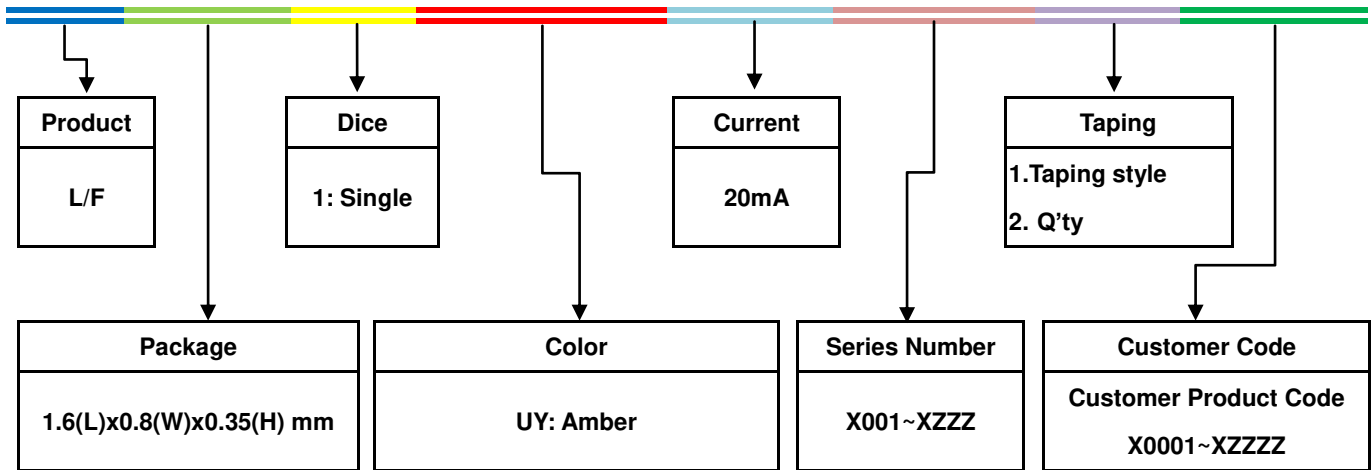 Product
L/F
Dice
1: Single
Current
20mA
Taping
1.Taping style
2. Q’ty
Package
1.6(L)x0.8(W)x0.35(H) mm
Color
UY: Amber
Series Number
X001~XZZZ
Customer Code
Customer Product Code
X0001~XZZZZ